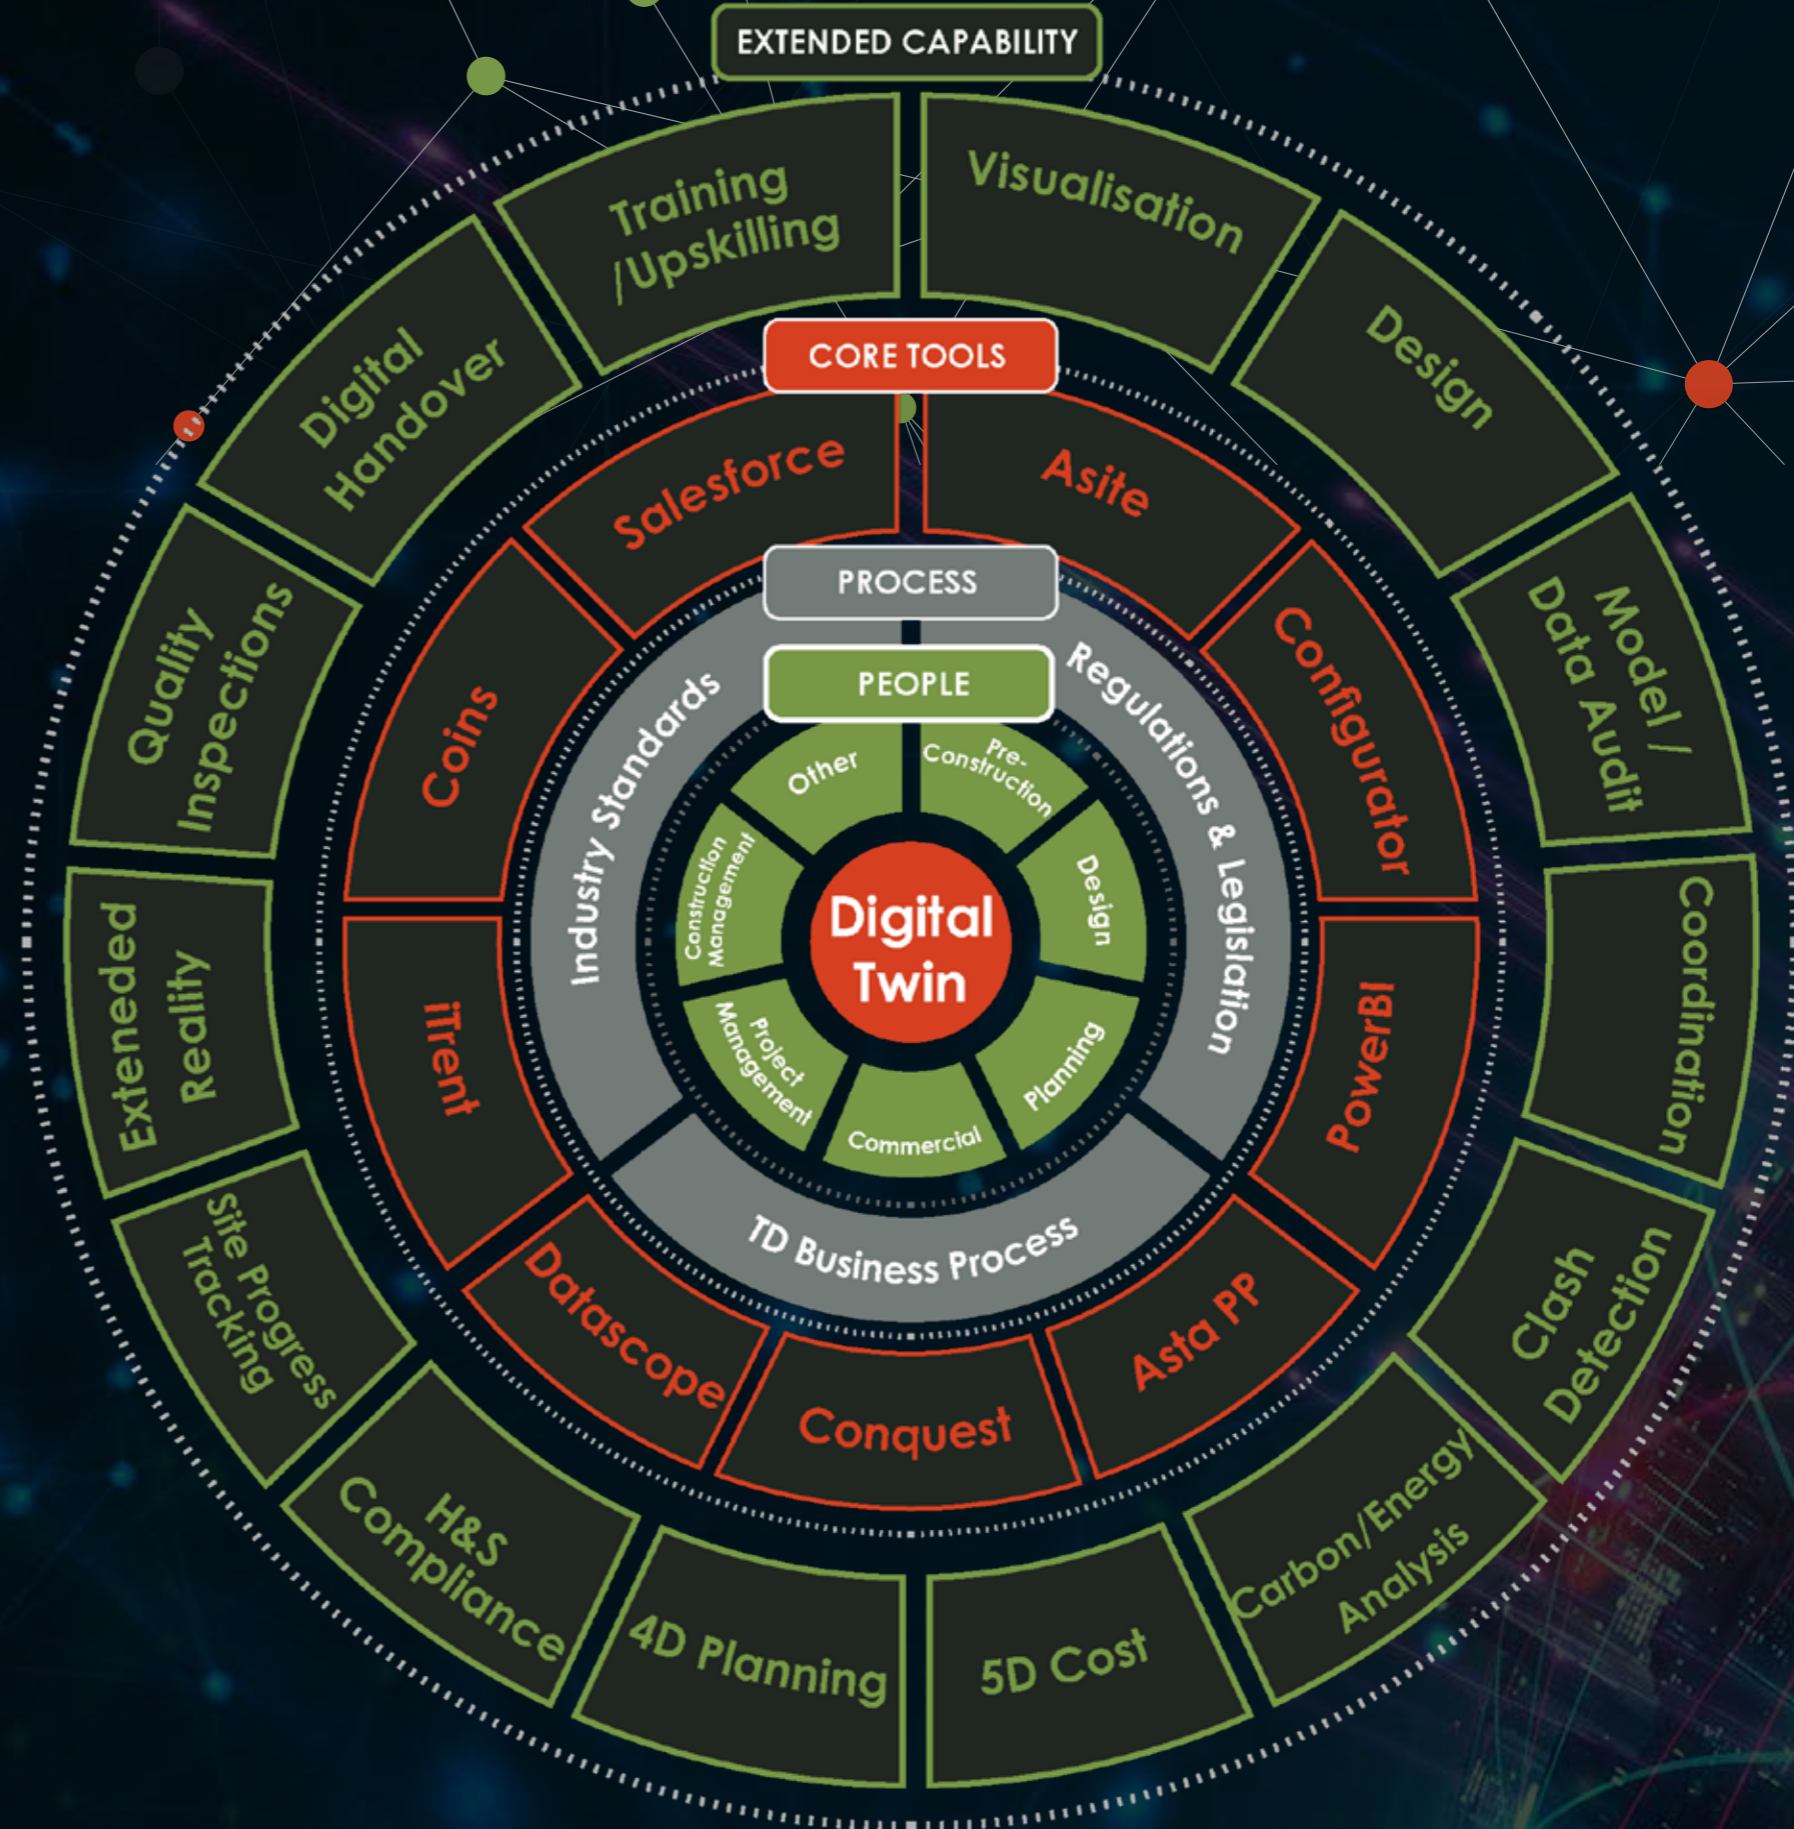 EXTENDED CAPABILITY
Visualisation
Design
Model /
Data Audit
Coordination
Clash
Detection
Carbon/Energy
Analysis
5D Cost
4D Planning
H&S
Compliance
Site Progress
Tracking
Exteneded
Reality
Quality
Inspections
Digital
Handover
Training
/Upskilling
CORE TOOLS
Asite
Configurator
PowerBI
Asta PP
Conquest
Datascope
iTrent
Coins
Salesforce
PROCESS
Regulations & Legislation
TD Business Process
Industry Standards
PEOPLE
Pre-
Construction
Design
Planning
Commercial
Project
Management
Construction
Management
Other
Digital
Twin